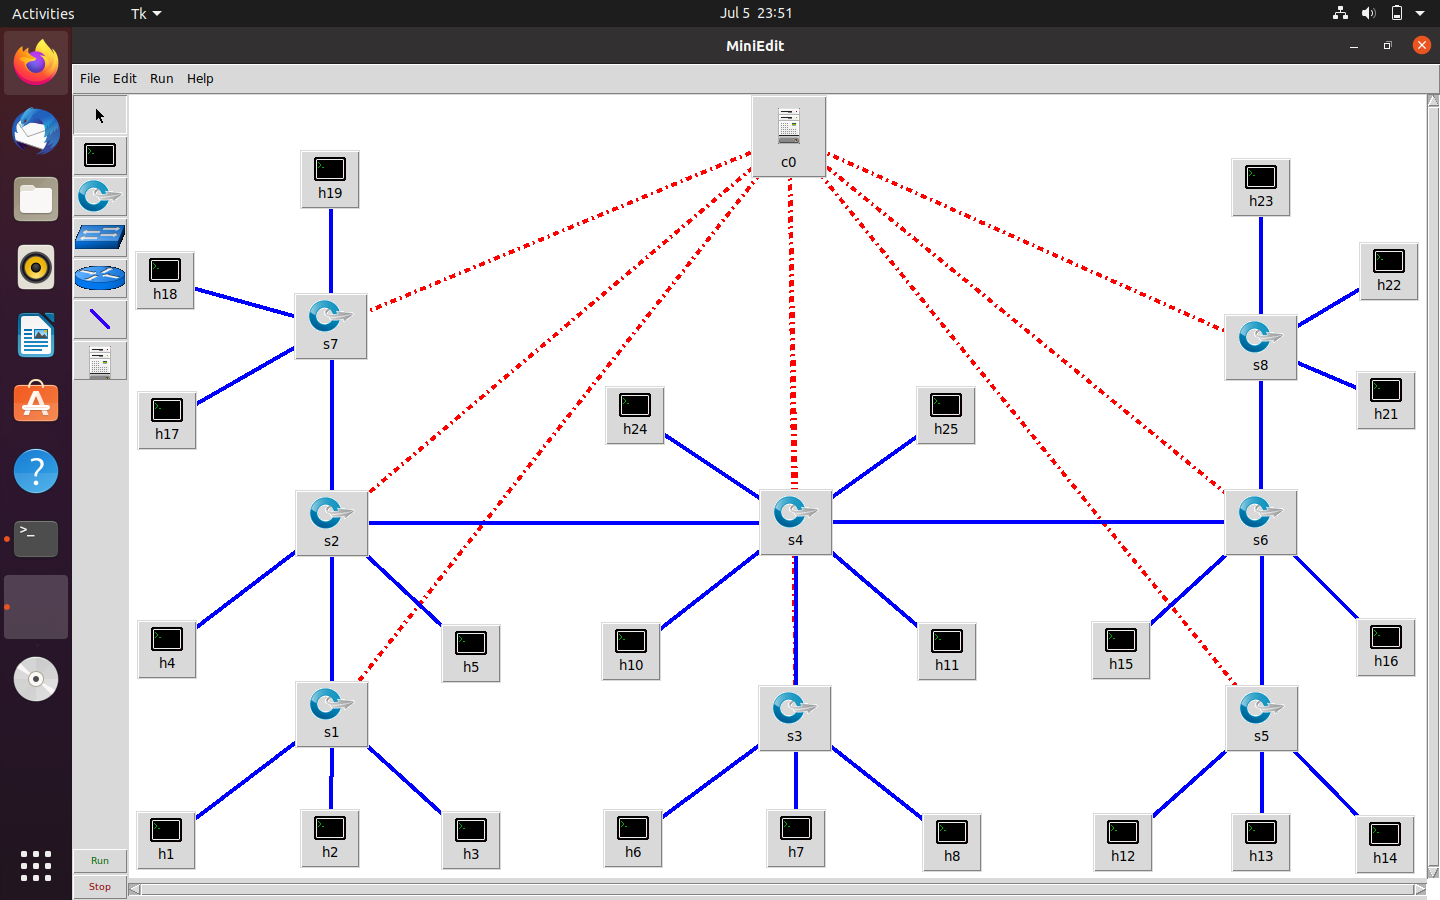 Activities
Tk
Jul 5 23:51
MiniEdit
File Edit Run Help
c0
h19
h23
h18
h22
s7
s8
h17
h24
h25
h21
s2
s4
s6
h4
h5
h10
h11
h15
h16
s1
s3
s5
h1
h2
h3
h6
h7
h8
h12
h13
h14
Run
Stop